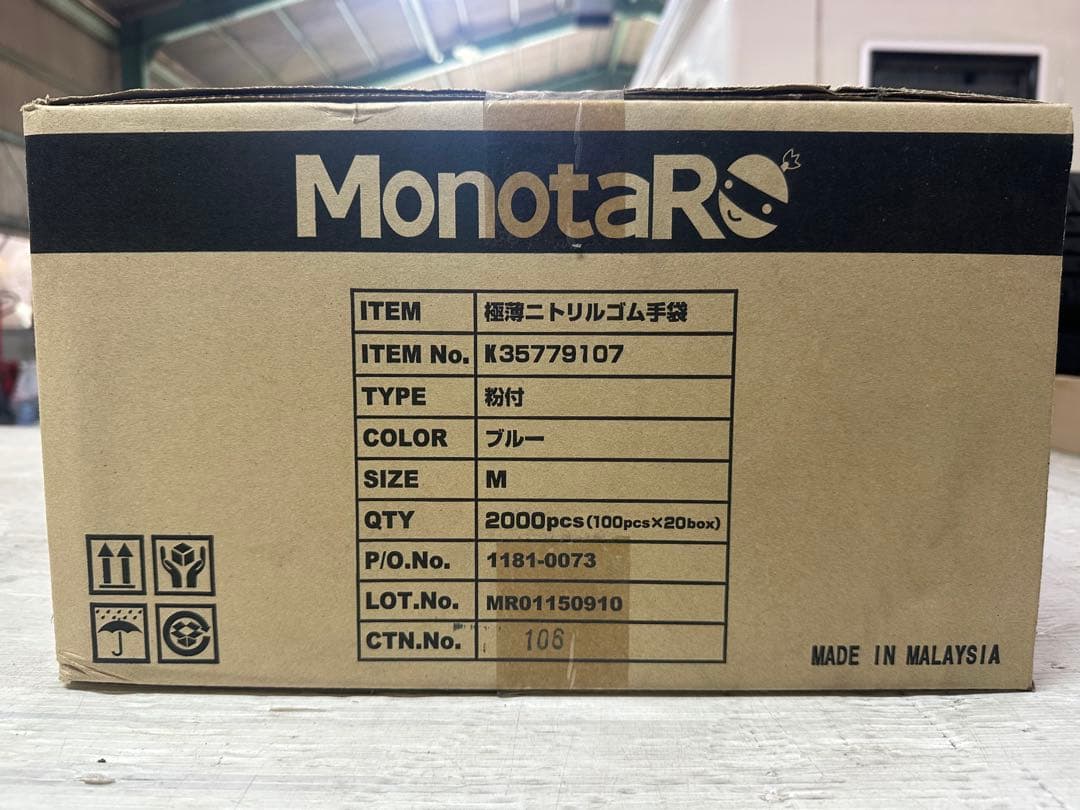 MonotaRO
ITEM 極薄ニトリルゴム手袋
ITEM No. K35779107
TYPE 粉付
COLOR ブルー
SIZE M
QTY 2000pcs(100pcs×20box)
P/O.No. 1181-0073
LOT.No. MR01150910
CTN.No. 106
MADE IN MALAYSIA